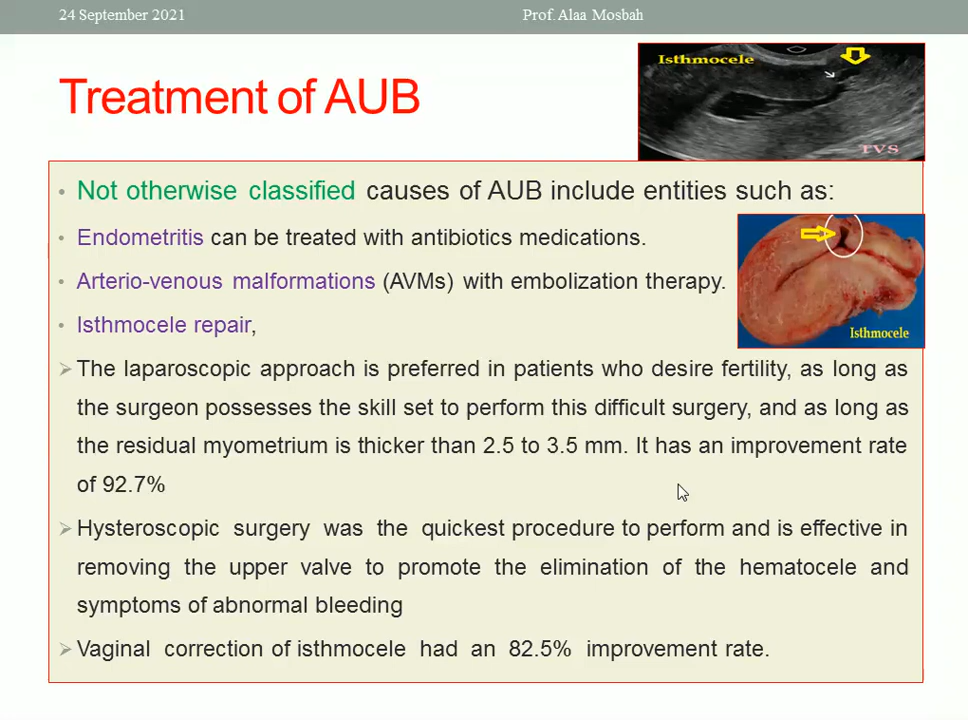 24 September 2021
Prof. Alaa Mosbah
Isthmocele
TVS
Treatment of AUB
• Not otherwise classified causes of AUB include entities such as:
• Endometritis can be treated with antibiotics medications.
• Arterio-venous malformations (AVMs) with embolization therapy.
• Isthmocele repair,
Isthmocele
➢ The laparoscopic approach is preferred in patients who desire fertility, as long as
the surgeon possesses the skill set to perform this difficult surgery, and as long as
the residual myometrium is thicker than 2.5 to 3.5 mm. It has an improvement rate
of 92.7%
➢ Hysteroscopic surgery was the quickest procedure to perform and is effective in
removing the upper valve to promote the elimination of the hematocele and
symptoms of abnormal bleeding
➢ Vaginal correction of isthmocele had an 82.5% improvement rate.